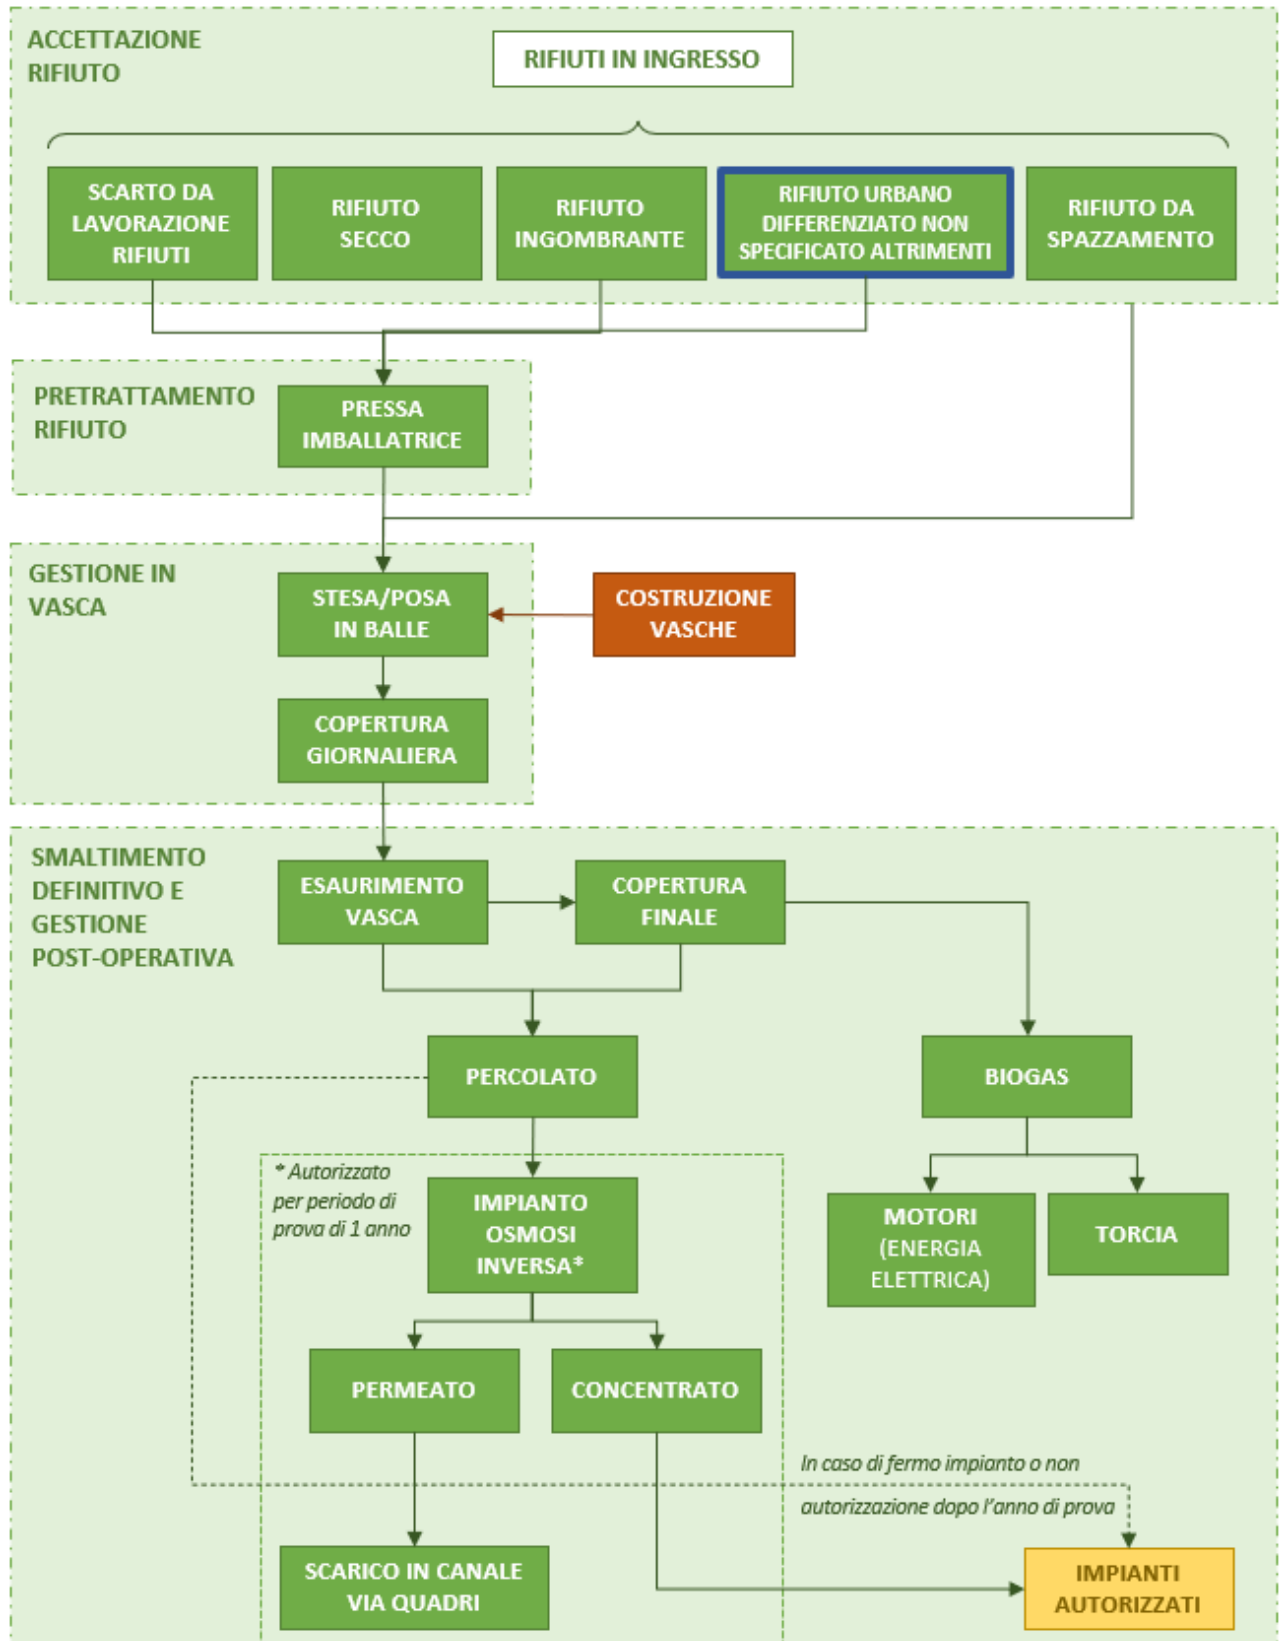 ACCETTAZIONE
RIFIUTO
RIFIUTI IN INGRESSO
SCARTO DA
LAVORAZIONE
RIFIUTI
RIFIUTO
SECCO
RIFIUTO
INGOMBRANTE
RIFIUTO URBANO
DIFFERENZIATO NON
SPECIFICATO ALTRIMENTI
RIFIUTO DA
SPAZZAMENTO
PRETRATTAMENTO
RIFIUTO
PRESSA
IMBALLATRICE
GESTIONE IN
VASCA
STESA/POSA
IN BALLE
COSTRUZIONE
VASCHE
COPERTURA
GIORNALIERA
SMALTIMENTO
DEFINITIVO E
GESTIONE
POST-OPERATIVA
ESAURIMENTO
VASCA
COPERTURA
FINALE
PERCOLATO
BIOGAS
* Autorizzato
per periodo di
prova di 1 anno
IMPIANTO
OSMOSI
INVERSA*
MOTORI
(ENERGIA
ELETTRICA)
TORCIA
PERMEATO
CONCENTRATO
In caso di fermo impianto o non
autorizzazione dopo l'anno di prova
SCARICO IN CANALE
VIA QUADRI
IMPIANTI
AUTORIZZATI